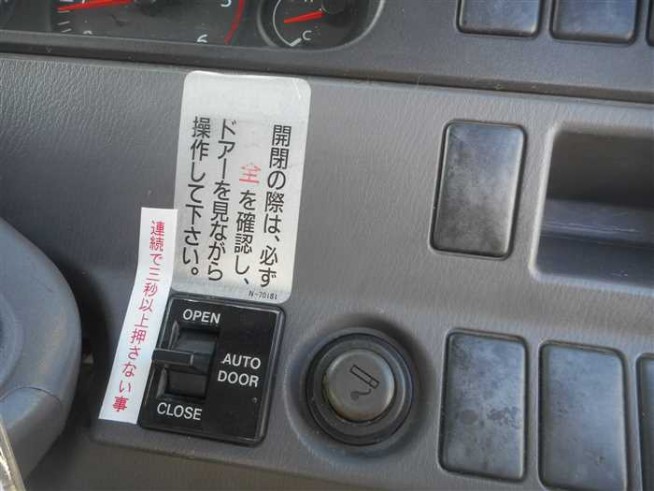 6
C
開閉の際は、必ず
全を確認し、
ドアーを見ながら
操作して下さい。
N-70181
連続で三秒以上押さない事
OPEN
AUTO
DOOR
CLOSE